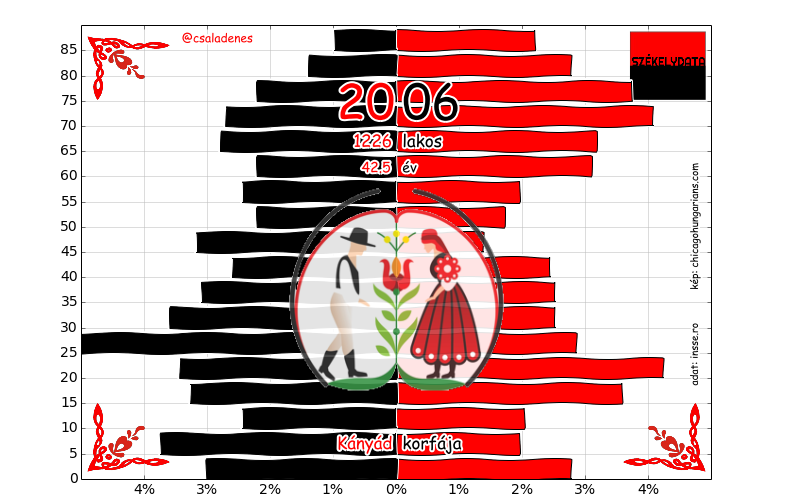 @csaladenes
SZÉKELYDATA
2006
1226 lakos
42.5 év
kép: chicagohungarians.com
adat: insse.ro
Kányád korfája
85
80
75
70
65
60
55
50
45
40
35
30
25
20
15
10
5
0
4% 3% 2% 1% 0% 1% 2% 3% 4%